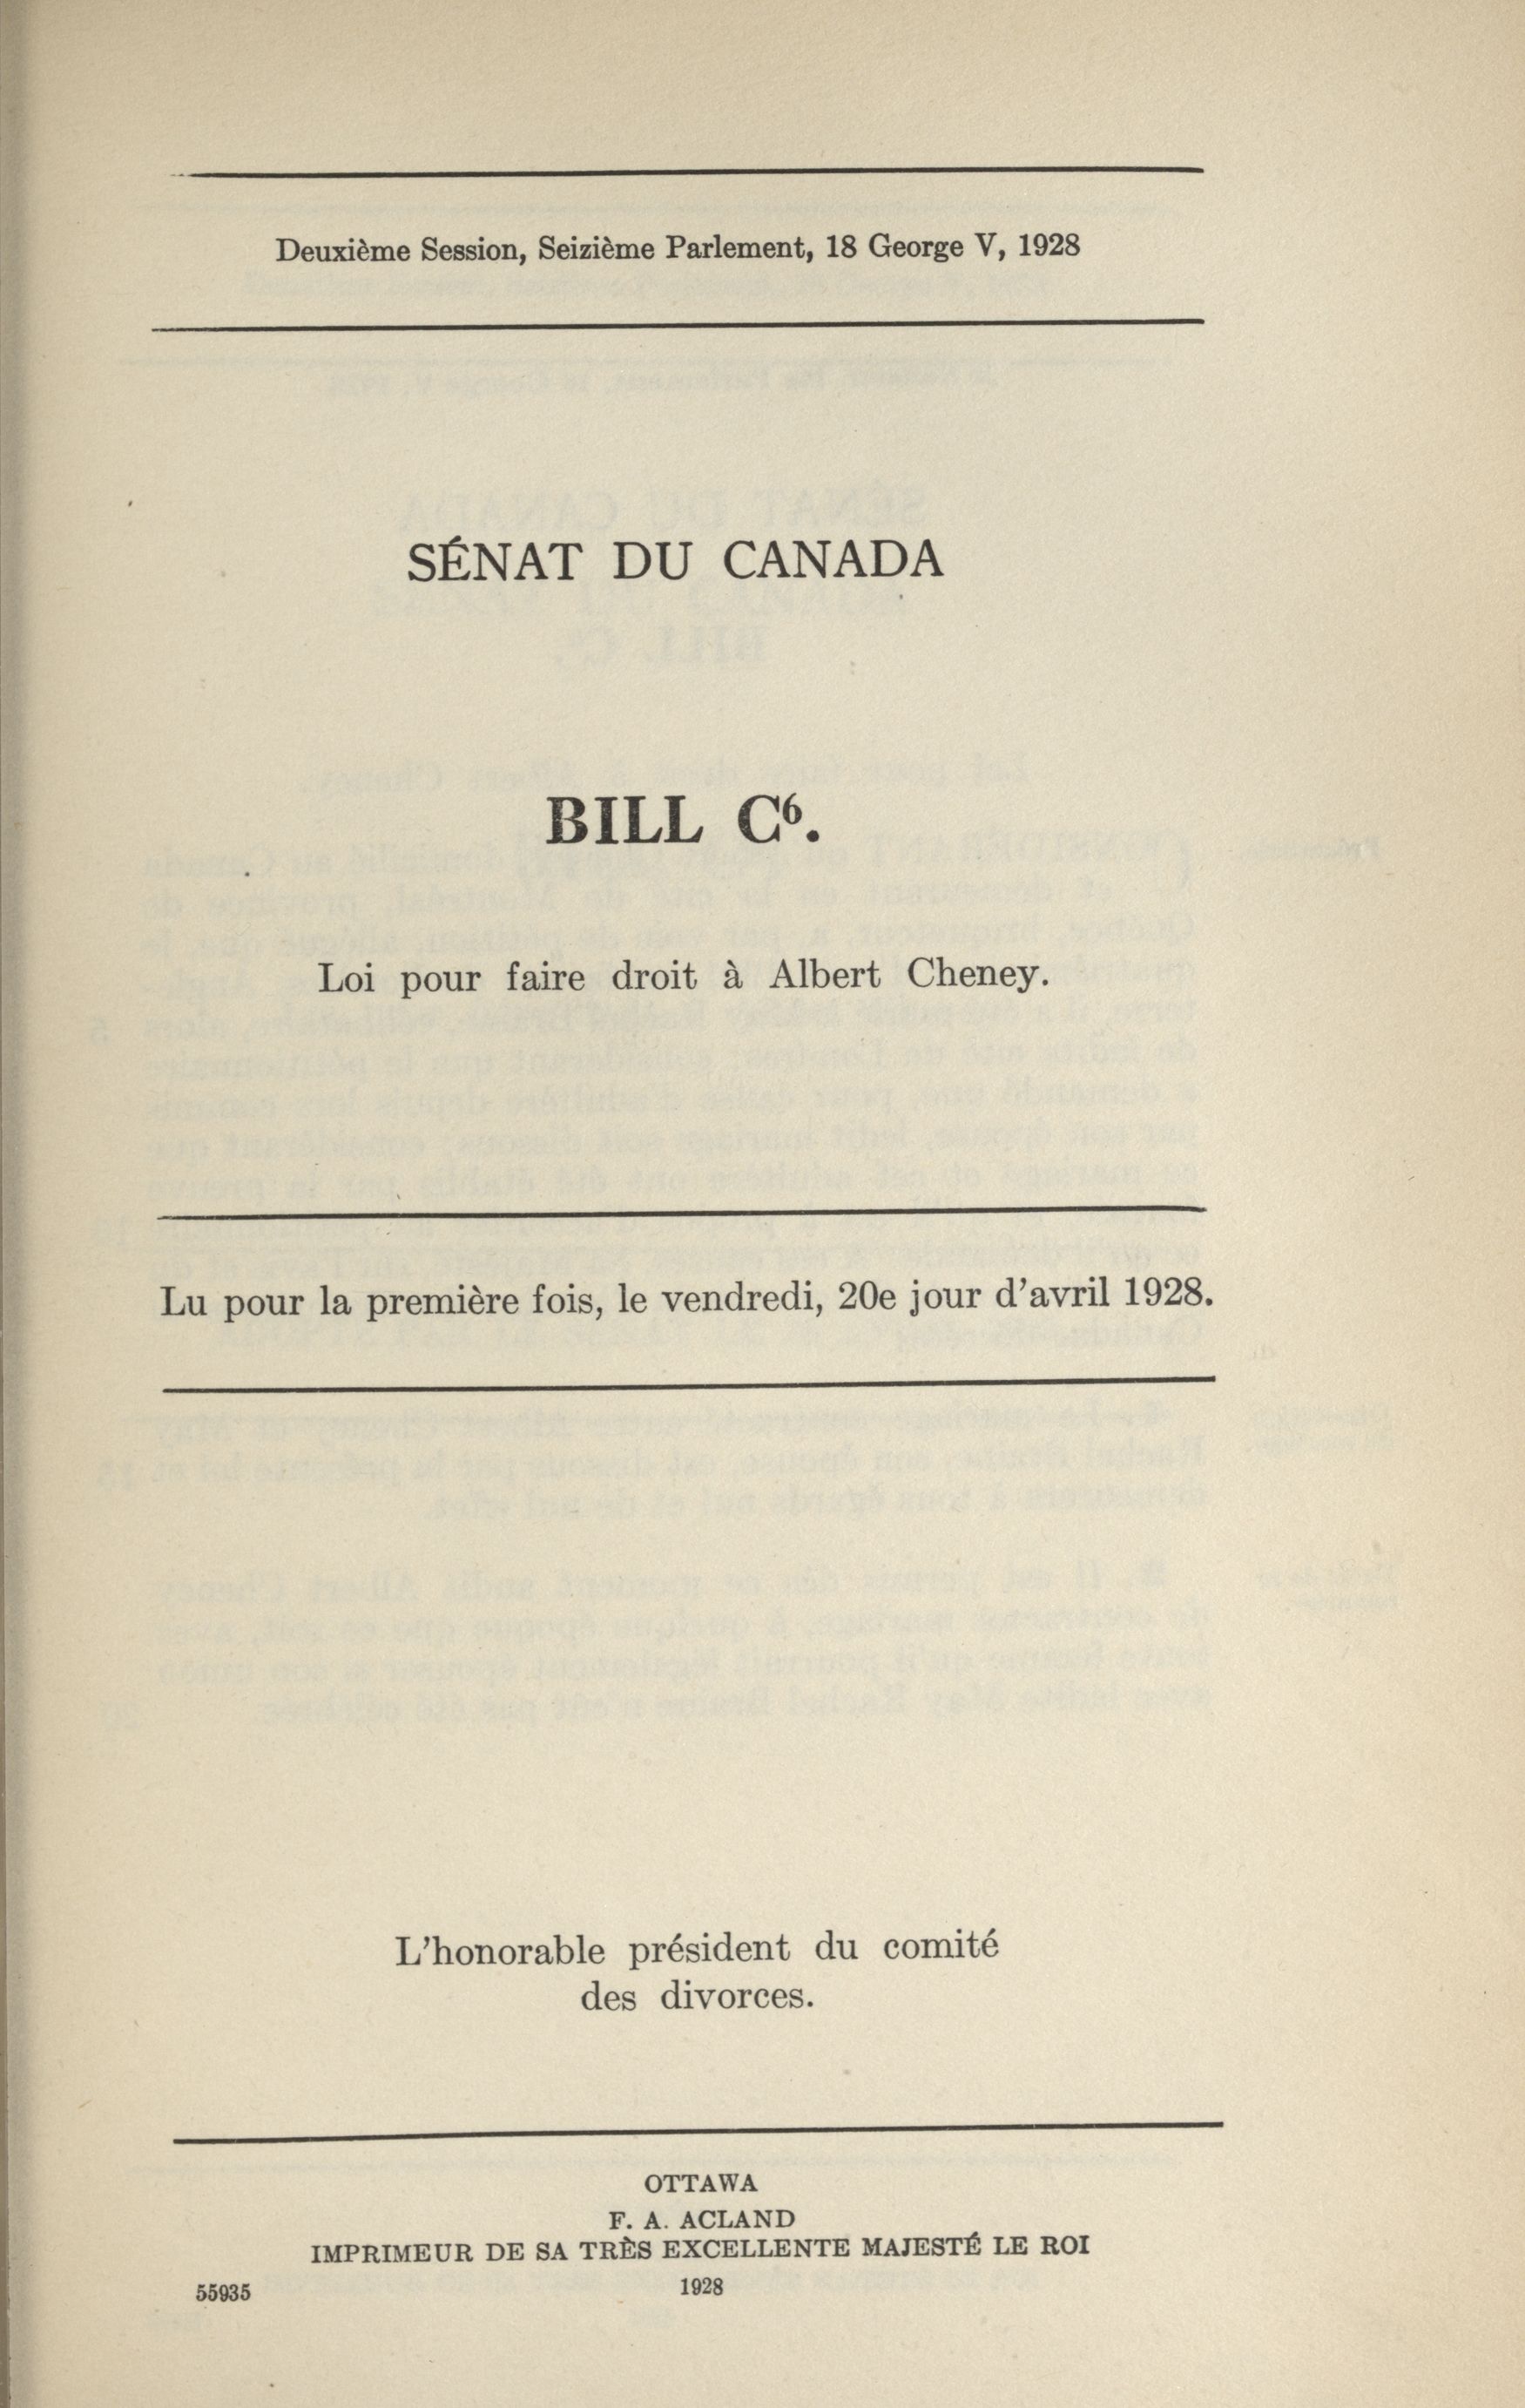 Deuxième Session, Seizième Parlement, 18 George V, 1928
SÉNAT DU CANADA
BILL C⁶.
Loi pour faire droit à Albert Cheney.
Lu pour la première fois, le vendredi, 20e jour d'avril 1928.
L'honorable président du comité
des divorces.
OTTAWA
F. A. ACLAND
IMPRIMEUR DE SA TRÈS EXCELLENTE MAJESTÉ LE ROI
55935 1928